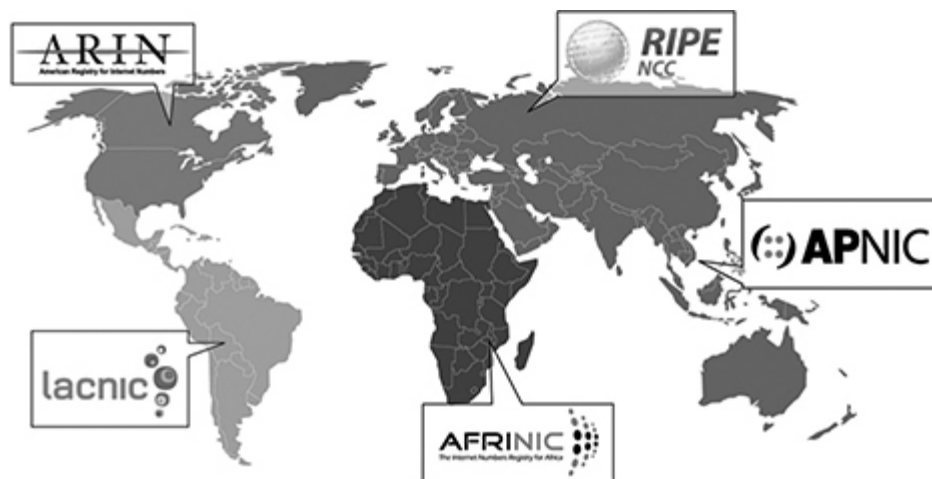 ARIN
American Registry for Internet Numbers
RIPE
NCC
APNIC
lacnic
AFRINIC
The Internet Numbers Registry for Africa